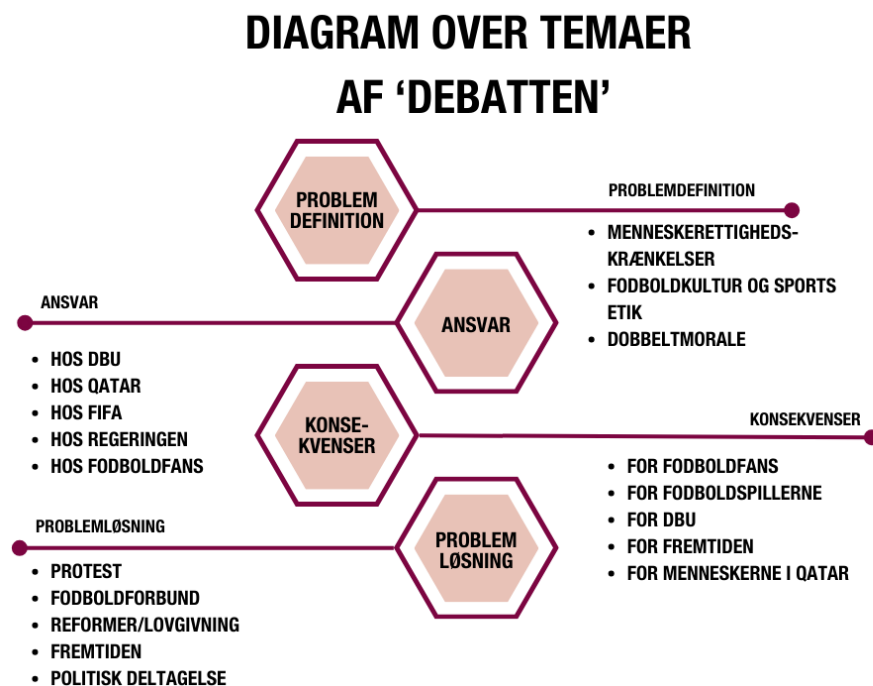 DIAGRAM OVER TEMAER
AF ‘DEBATTEN’
PROBLEM
DEFINITION
PROBLEMDEFINITION
• MENNESKERETTIGHEDS-
KRÆNKELSER
• FODBOLDKULTUR OG SPORTS
ETIK
• DOBBELTMORALE
ANSVAR
ANSVAR
• HOS DBU
• HOS QATAR
• HOS FIFA
• HOS REGERINGEN
• HOS FODBOLDFANS
KONSE-
KVENSER
KONSEKVENSER
• FOR FODBOLDFANS
• FOR FODBOLDSPILLERNE
• FOR DBU
• FOR FREMTIDEN
• FOR MENNESKERNE I QATAR
PROBLEM
LØSNING
PROBLEMLØSNING
• PROTEST
• FODBOLDFORBUND
• REFORMER/LOVGIVNING
• FREMTIDEN
• POLITISK DELTAGELSE